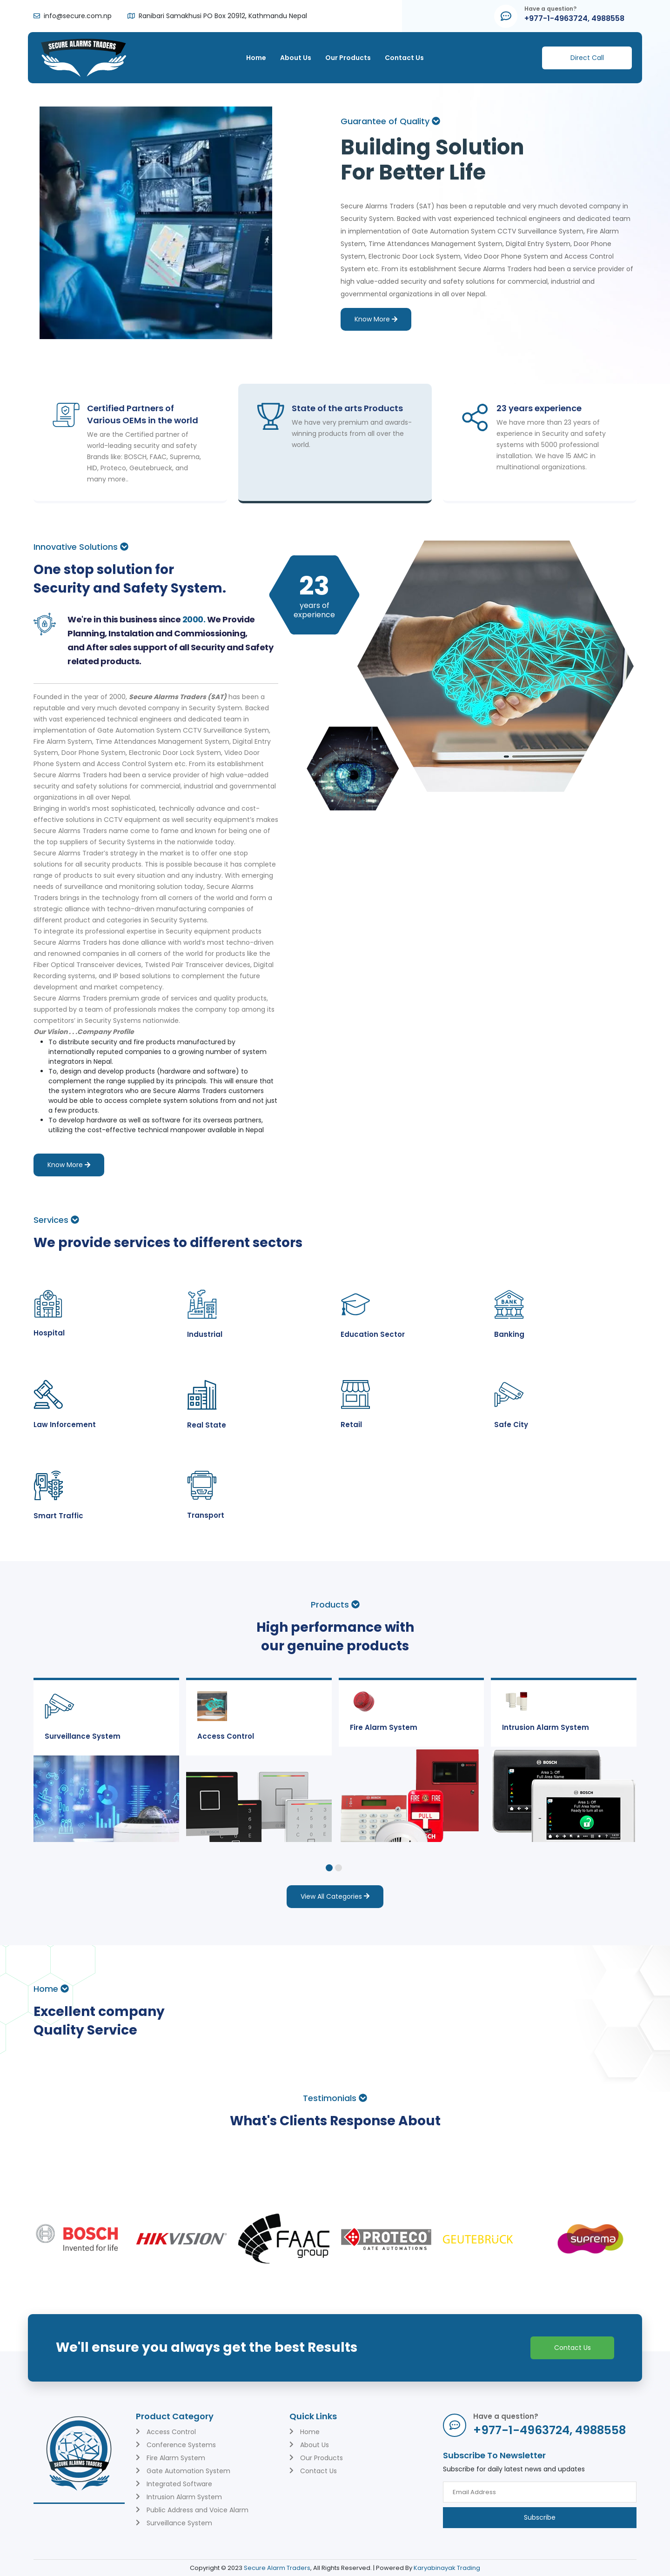 info@secure.com.np
Ranibari Samakhusi PO Box 20912, Kathmandu Nepal
Have a question?
+977-1-4963724, 4988558
SECURE ALARMS TRADERS
Home
About Us
Our Products
Contact Us
Direct Call
Guarantee of Quality
Building Solution
For Better Life
Secure Alarms Traders (SAT) has been a reputable and very much devoted company in
Security System. Backed with vast experienced technical engineers and dedicated team
in implementation of Gate Automation System CCTV Surveillance System, Fire Alarm
System, Time Attendances Management System, Digital Entry System, Door Phone
System, Electronic Door Lock System, Video Door Phone System and Access Control
System etc. From its establishment Secure Alarms Traders had been a service provider of
high value-added security and safety solutions for commercial, industrial and
governmental organizations in all over Nepal.
Know More
Certified Partners of
Various OEMs in the world
We are the Certified partner of
world-leading security and safety
Brands like: BOSCH, FAAC, Suprema,
HID, Proteco, Geutebrueck, and
many more..
State of the arts Products
We have very premium and awards-
winning products from all over the
world.
23 years experience
We have more than 23 years of
experience in Security and safety
systems with 5000 professional
installation. We have 15 AMC in
multinational organizations.
Innovative Solutions
One stop solution for
Security and Safety System.
We're in this business since 2000. We Provide
Planning, Instalation and Commiossioning,
and After sales support of all Security and Safety
related products.
23
years of
experience
Founded in the year of 2000, Secure Alarms Traders (SAT) has been a
reputable and very much devoted company in Security System. Backed
with vast experienced technical engineers and dedicated team in
implementation of Gate Automation System CCTV Surveillance System,
Fire Alarm System, Time Attendances Management System, Digital Entry
System, Door Phone System, Electronic Door Lock System, Video Door
Phone System and Access Control System etc. From its establishment
Secure Alarms Traders had been a service provider of high value-added
security and safety solutions for commercial, industrial and governmental
organizations in all over Nepal.
Bringing in world's most sophisticated, technically advance and cost-
effective solutions in CCTV equipment as well security equipment's makes
Secure Alarms Traders name come to fame and known for being one of
the top suppliers of Security Systems in the nationwide today.
Secure Alarms Trader's strategy in the market is to offer one stop
solutions for all security products. This is possible because it has complete
range of products to suit every situation and any industry. With emerging
needs of surveillance and monitoring solution today, Secure Alarms
Traders brings in the technology from all corners of the world and form a
strategic alliance with techno-driven manufacturing companies of
different product and categories in Security Systems.
To integrate its professional expertise in Security equipment products
Secure Alarms Traders has done alliance with world's most techno-driven
and renowned companies in all corners of the world for products like the
Fiber Optical Transceiver devices, Twisted Pair Transceiver devices, Digital
Recording systems, and IP based solutions to complement the future
development and market competency.
Secure Alarms Traders premium grade of services and quality products,
supported by a team of professionals makes the company top among its
competitors' in Security Systems nationwide.
Our Vision . . .Company Profile
To distribute security and fire products manufactured by
internationally reputed companies to a growing number of system
integrators in Nepal.
To, design and develop products (hardware and software) to
complement the range supplied by its principals. This will ensure that
the system integrators who are Secure Alarms Traders customers
would be able to access complete system solutions from and not just
a few products.
To develop hardware as well as software for its overseas partners,
utilizing the cost-effective technical manpower available in Nepal
Know More
Services
We provide services to different sectors
BANK
Hospital
Industrial
Education Sector
Banking
Law Inforcement
Real State
Retail
Safe City
Smart Traffic
Transport
Products
High performance with
our genuine products
Surveillance System
Access Control
Fire Alarm System
Intrusion Alarm System
FIRE
PULL
BOSCH
BOSCH
View All Categories
Home
Excellent company
Quality Service
Testimonials
What's Clients Response About
BOSCH
Invented for life
HIKVISION
FAAC
group
PROTECO
GATE AUTOMATIONS
GEUTEBRÜCK
suprema
We'll ensure you always get the best Results
Contact Us
SECURE ALARMS TRADERS
Product Category
Access Control
Conference Systems
Fire Alarm System
Gate Automation System
Integrated Software
Intrusion Alarm System
Public Address and Voice Alarm
Surveillance System
Quick Links
Home
About Us
Our Products
Contact Us
Have a question?
+977-1-4963724, 4988558
Subscribe To Newsletter
Subscribe for daily latest news and updates
Email Address
Subscribe
Copyright © 2023 Secure Alarm Traders, All Rights Reserved. | Powered By Karyabinayak Trading